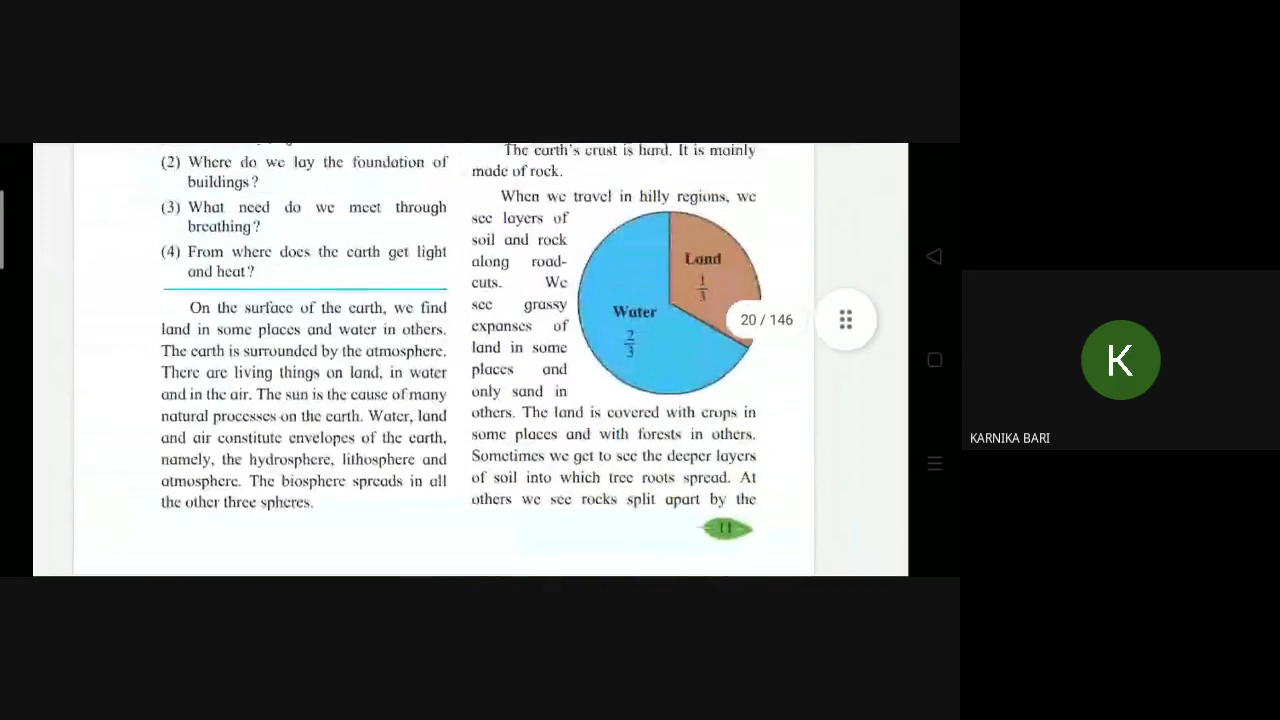 (2) Where do we lay the foundation of
buildings?
(3) What need do we meet through
breathing?
(4) From where does the earth get light
and heat?
On the surface of the earth, we find
land in some places and water in others.
The earth is surrounded by the atmosphere.
There are living things on land, in water
and in the air. The sun is the cause of many
natural processes on the earth. Water, land
and air constitute envelopes of the earth,
namely, the hydrosphere, lithosphere and
atmosphere. The biosphere spreads in all
the other three spheres.
The earth's crust is hard. It is mainly
made of rock.
When we travel in hilly regions, we
see layers of
soil and rock
along road-
cuts. We
see grassy
expanses of
land in some
places and
only sand in
others. The land is covered with crops in
some places and with forests in others.
Sometimes we get to see the deeper layers
of soil into which tree roots spread. At
others we see rocks split apart by the
Land
1/3
Water
2/3
20 / 146
11
K
KARNIKA BARI